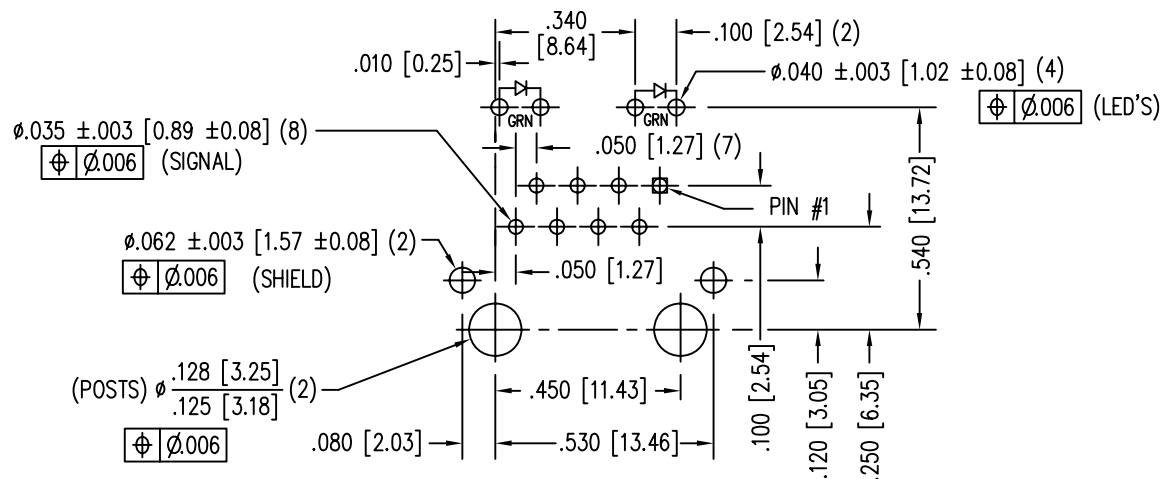 .340
[8.64]
.100 [2.54] (2)
.010 [0.25]
ø.040 ±.003 [1.02 ±0.08] (4)
⌖ Ø.006 (LED'S)
GRN
GRN
ø.035 ±.003 [0.89 ±0.08] (8)
⌖ Ø.006 (SIGNAL)
.050 [1.27] (7)
PIN #1
.540 [13.72]
ø.062 ±.003 [1.57 ±0.08] (2)
⌖ Ø.006 (SHIELD)
.050 [1.27]
(POSTS) ø .128 [3.25] (2)
.125 [3.18]
⌖ Ø.006
.450 [11.43]
.080 [2.03]
.530 [13.46]
.100 [2.54]
.120 [3.05]
.250 [6.35]